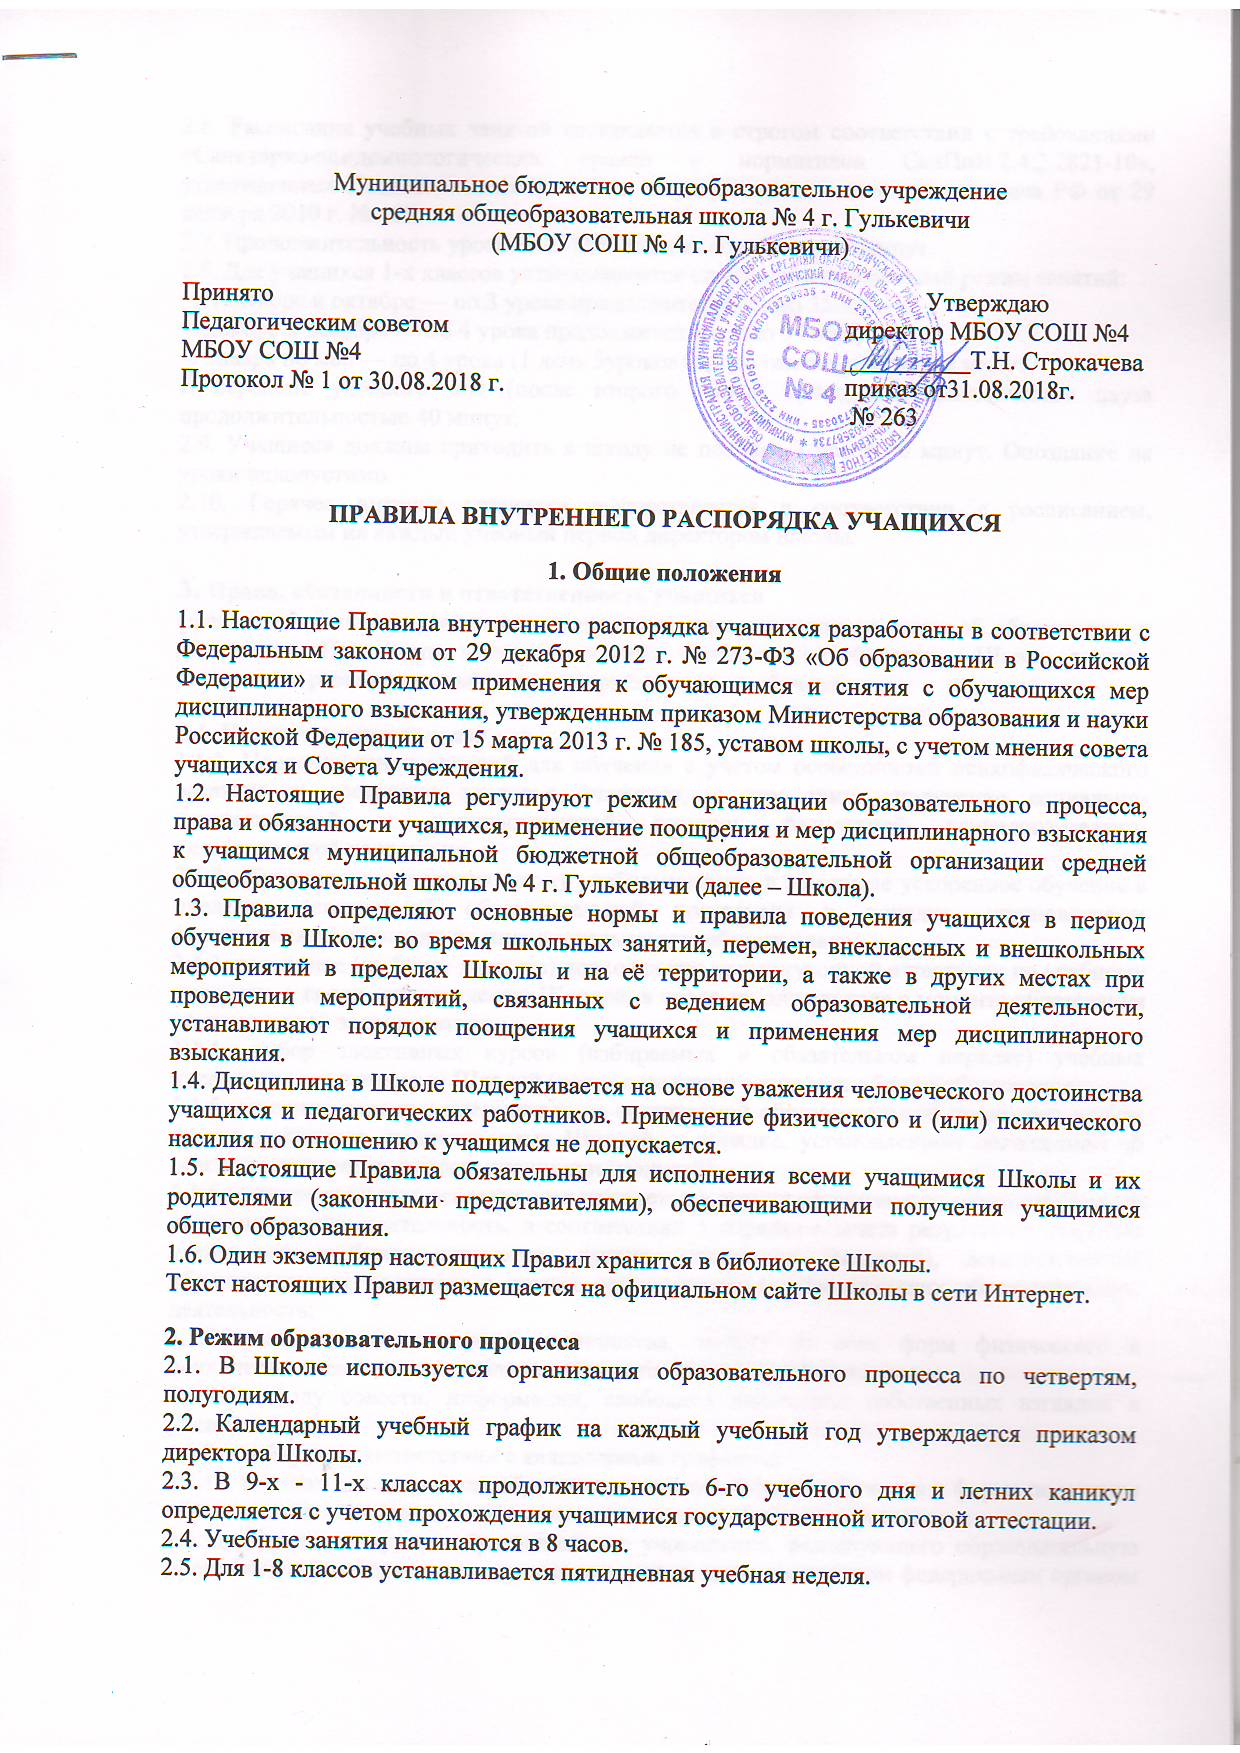 Муниципальное бюджетное общеобразовательное учреждение
средняя общеобразовательная школа № 4 г. Гулькевичи
(МБОУ СОШ № 4 г. Гулькевичи)
Принято
Педагогическим советом
МБОУ СОШ №4
Протокол № 1 от 30.08.2018 г.
Утверждаю
директор МБОУ СОШ №4
Т.Н. Строкачева
приказ от31.08.2018г.
№ 263
МБОУ
СОШ
№ 4
ПРАВИЛА ВНУТРЕННЕГО РАСПОРЯДКА УЧАЩИХСЯ
1. Общие положения
1.1. Настоящие Правила внутреннего распорядка учащихся разработаны в соответствии с
Федеральным законом от 29 декабря 2012 г. № 273-ФЗ «Об образовании в Российской
Федерации» и Порядком применения к обучающимся и снятия с обучающихся мер
дисциплинарного взыскания, утвержденным приказом Министерства образования и науки
Российской Федерации от 15 марта 2013 г. № 185, уставом школы, с учетом мнения совета
учащихся и Совета Учреждения.
1.2. Настоящие Правила регулируют режим организации образовательного процесса,
права и обязанности учащихся, применение поощрения и мер дисциплинарного взыскания
к учащимся муниципальной бюджетной общеобразовательной организации средней
общеобразовательной школы № 4 г. Гулькевичи (далее – Школа).
1.3. Правила определяют основные нормы и правила поведения учащихся в период
обучения в Школе: во время школьных занятий, перемен, внеклассных и внешкольных
мероприятий в пределах Школы и на её территории, а также в других местах при
проведении мероприятий, связанных с ведением образовательной деятельности,
устанавливают порядок поощрения учащихся и применения мер дисциплинарного
взыскания.
1.4. Дисциплина в Школе поддерживается на основе уважения человеческого достоинства
учащихся и педагогических работников. Применение физического и (или) психического
насилия по отношению к учащимся не допускается.
1.5. Настоящие Правила обязательны для исполнения всеми учащимися Школы и их
родителями (законными представителями), обеспечивающими получения учащимися
общего образования.
1.6. Один экземпляр настоящих Правил хранится в библиотеке Школы.
Текст настоящих Правил размещается на официальном сайте Школы в сети Интернет.
2. Режим образовательного процесса
2.1. В Школе используется организация образовательного процесса по четвертям,
полугодиям.
2.2. Календарный учебный график на каждый учебный год утверждается приказом
директора Школы.
2.3. В 9-х - 11-х классах продолжительность 6-го учебного дня и летних каникул
определяется с учетом прохождения учащимися государственной итоговой аттестации.
2.4. Учебные занятия начинаются в 8 часов.
2.5. Для 1-8 классов устанавливается пятидневная учебная неделя.